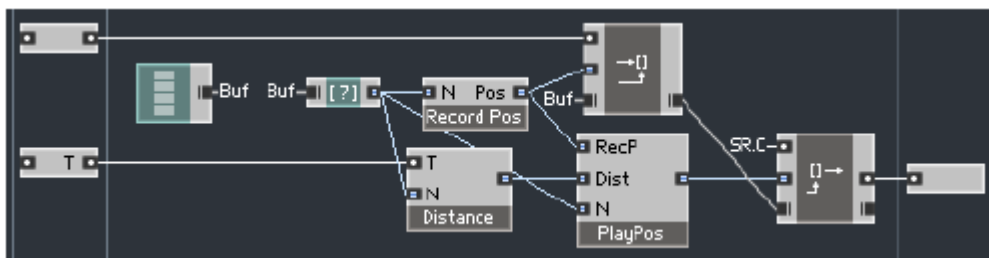 Buf
Buf
[?]
N Pos
Record Pos
Buf
→[]
T
T
N
Distance
RecP
Dist
N
PlayPos
SR.C
[]→